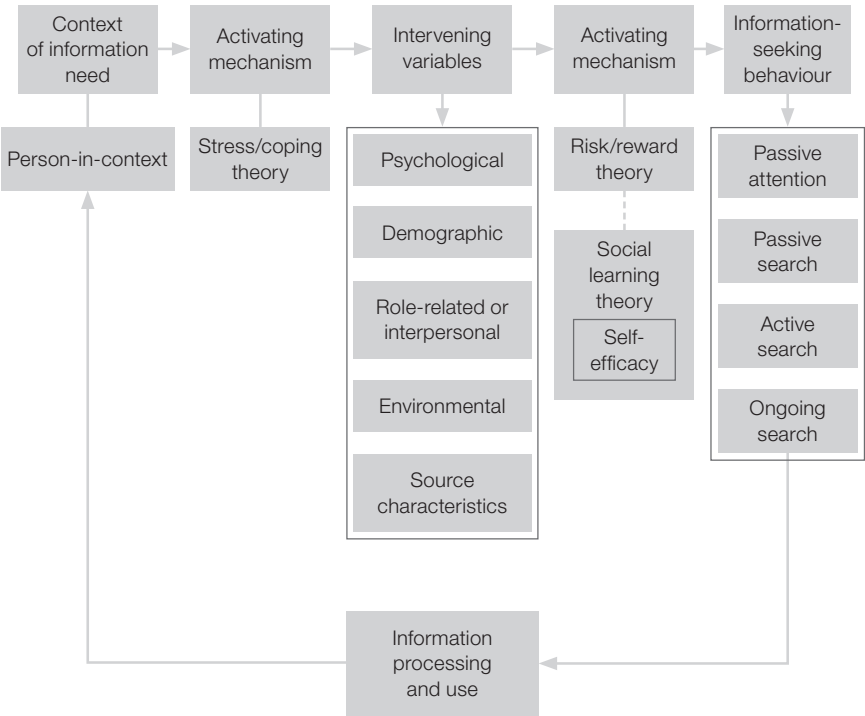 Context
of information
need
Activating
mechanism
Intervening
variables
Activating
mechanism
Information-
seeking
behaviour
Person-in-context
Stress/coping
theory
Psychological
Demographic
Role-related or
interpersonal
Environmental
Source
characteristics
Risk/reward
theory
Social
learning
theory
Self-
efficacy
Passive
attention
Passive
search
Active
search
Ongoing
search
Information
processing
and use